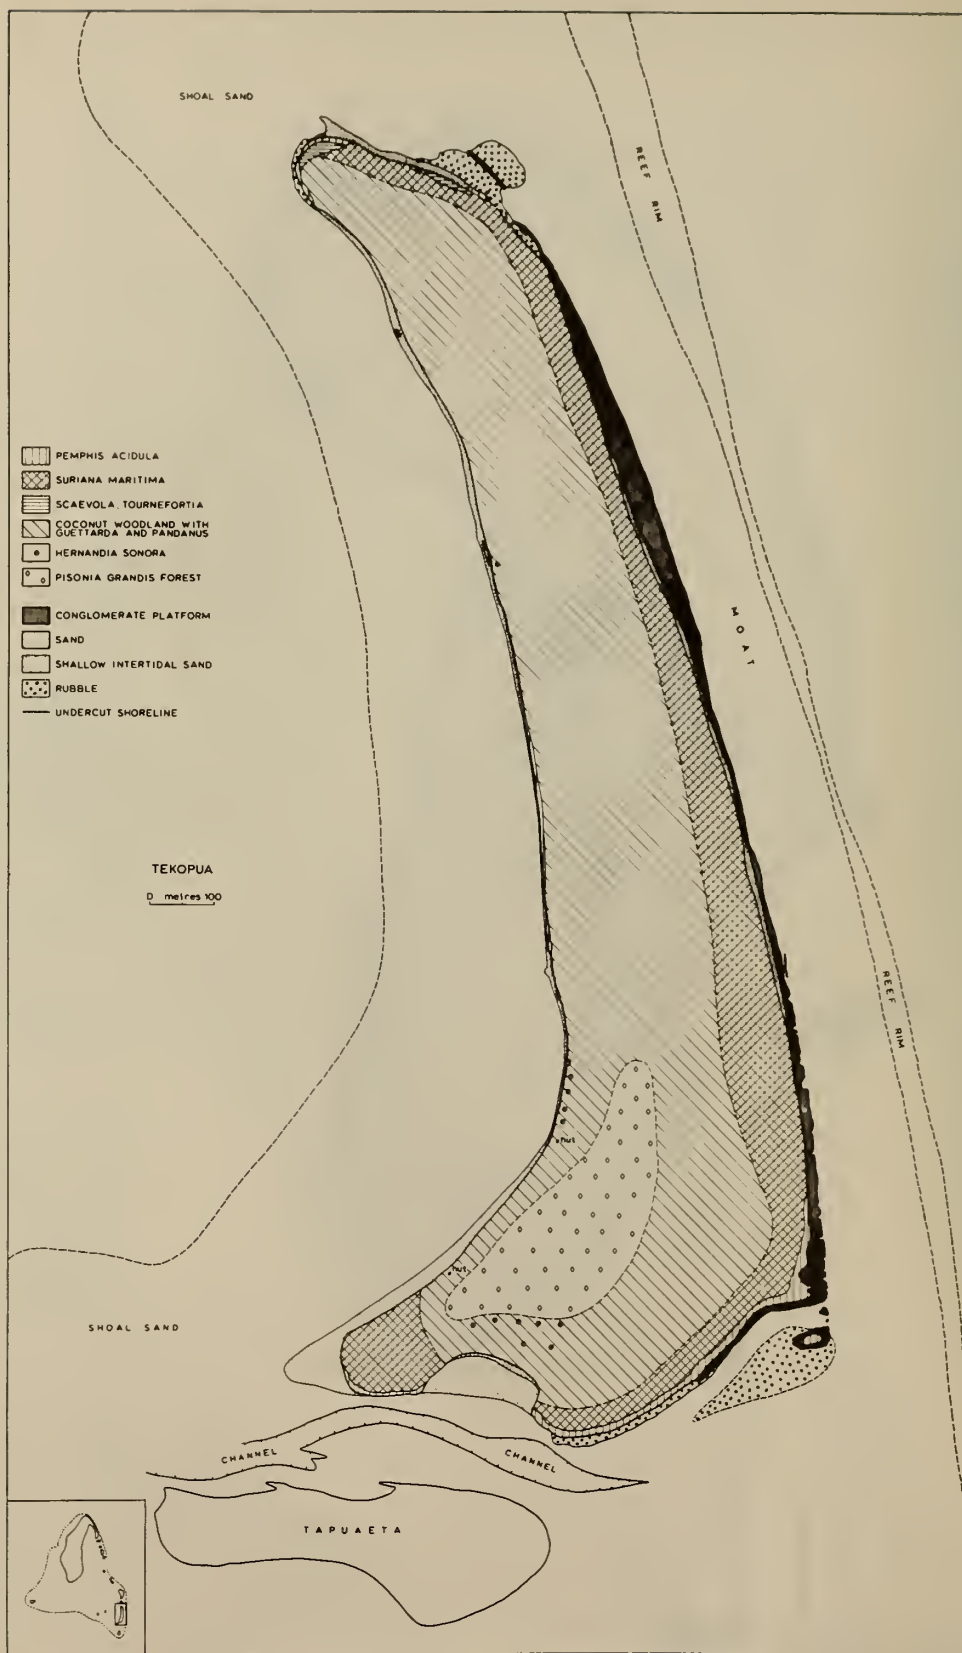 SHOAL SAND
REEF RIM
PEMPHIS ACIDULA
SURIANA MARITIMA
SCAEVOLA, TOURNEFORTIA
COCONUT WOODLAND WITH
GUETTARDA AND PANDANUS
HERNANDIA SONORA
PISONIA GRANDIS FOREST
CONGLOMERATE PLATFORM
SAND
SHALLOW INTERTIDAL SAND
RUBBLE
UNDERCUT SHORELINE
MOAT
TEKOPUA
0 metres 100
REEF RIM
hut
hut
SHOAL SAND
CHANNEL
CHANNEL
TAPUAETA